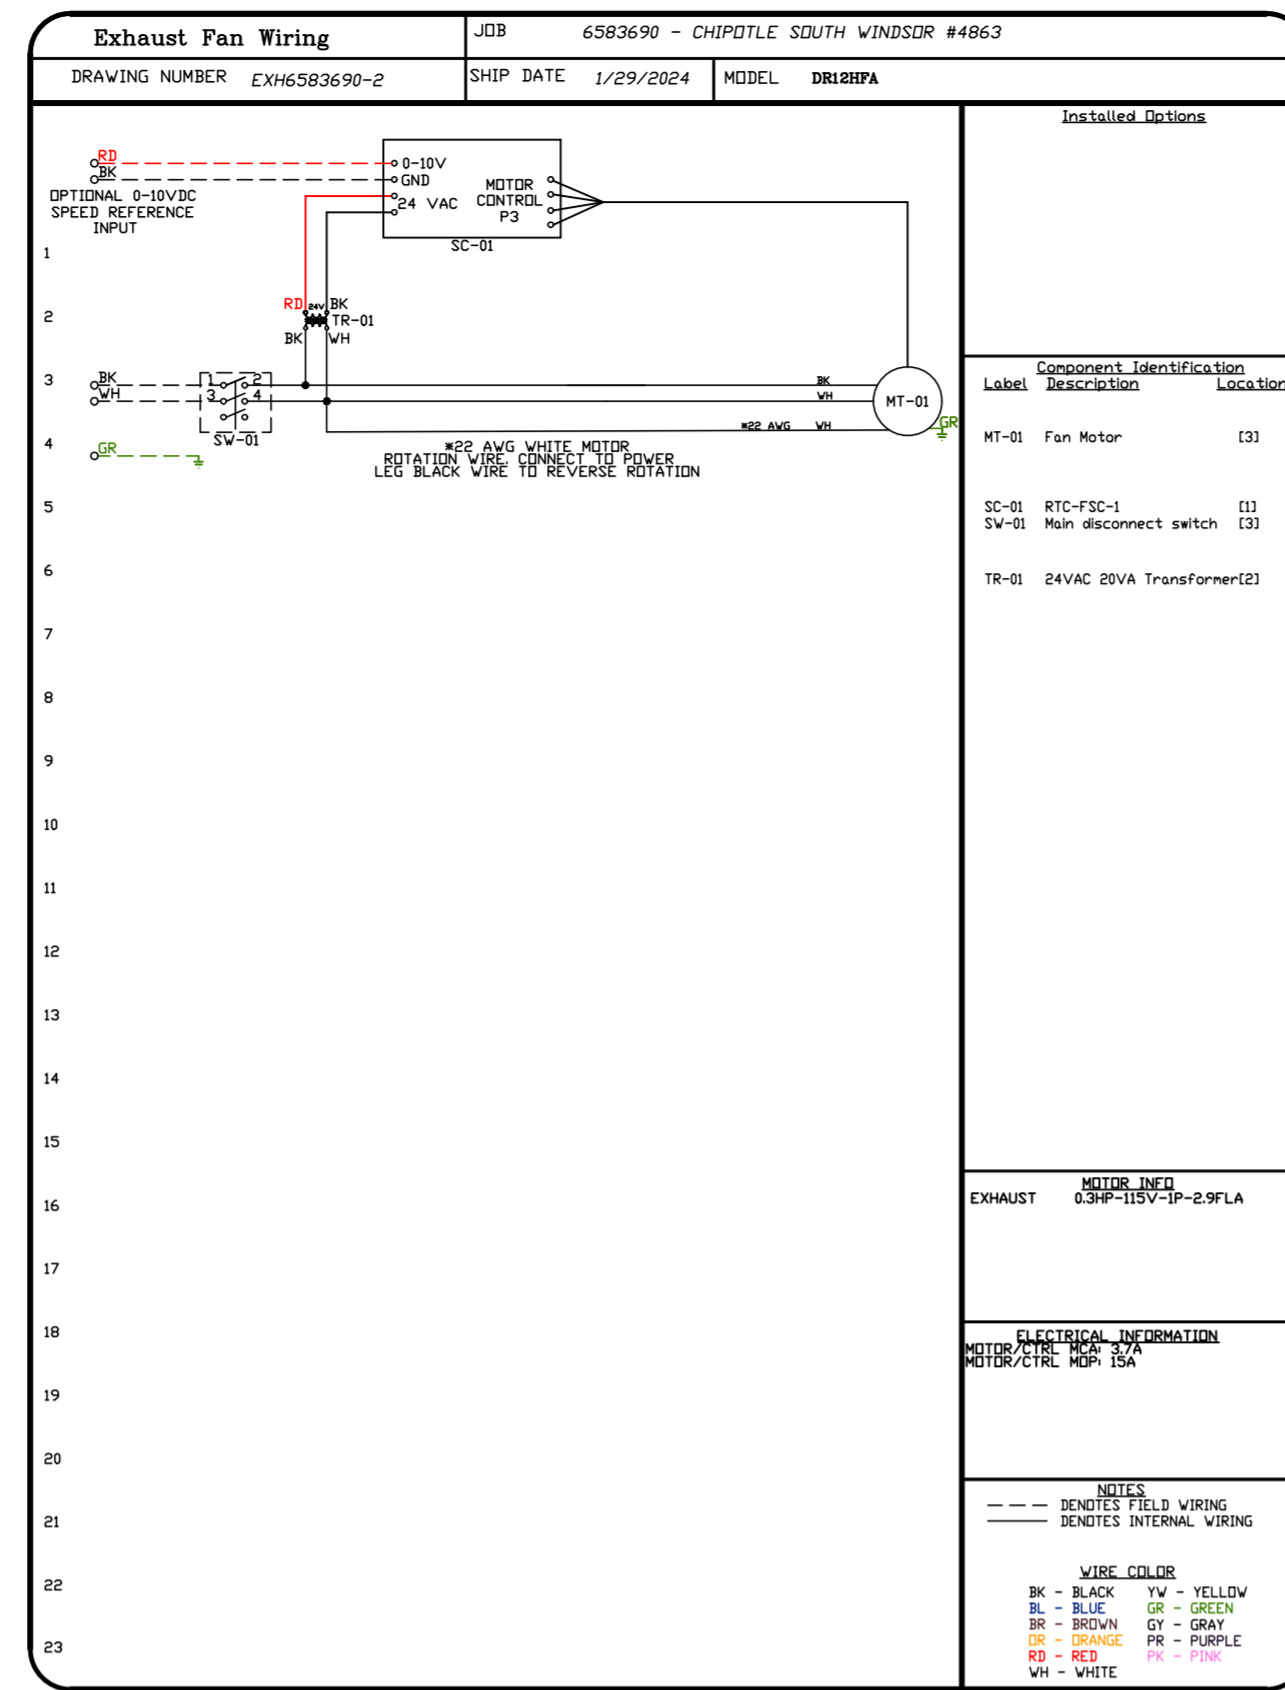 Exhaust Fan Wiring
JOB 6583690 - CHIPOTLE SOUTH WINDSOR #4863
DRAWING NUMBER EXH6583690-2
SHIP DATE 1/29/2024
MODEL DR12HFA
RD
BK
OPTIONAL 0-10VDC
SPEED REFERENCE
INPUT
0-10V
GND
24 VAC
MOTOR
CONTROL
P3
SC-01
RD 24V BK
TR-01
BK WH
BK
WH
1 2
3 4
SW-01
GR
BK
WH
*22 AWG WH
MT-01
GR
*22 AWG WHITE MOTOR
ROTATION WIRE. CONNECT TO POWER
LEG BLACK WIRE TO REVERSE ROTATION
1
2
3
4
5
6
7
8
9
10
11
12
13
14
15
16
17
18
19
20
21
22
23
Installed Options
Component Identification
Label Description Location
MT-01 Fan Motor [3]
SC-01 RTC-FSC-1 [1]
SW-01 Main disconnect switch [3]
TR-01 24VAC 20VA Transformer[2]
MOTOR INFO
EXHAUST 0.3HP-115V-1P-2.9FLA
ELECTRICAL INFORMATION
MOTOR/CTRL MCA: 3.7A
MOTOR/CTRL MOP: 15A
NOTES
DENOTES FIELD WIRING
DENOTES INTERNAL WIRING
WIRE COLOR
BK - BLACK YW - YELLOW
BL - BLUE GR - GREEN
BR - BROWN GY - GRAY
OR - ORANGE PR - PURPLE
RD - RED PK - PINK
WH - WHITE